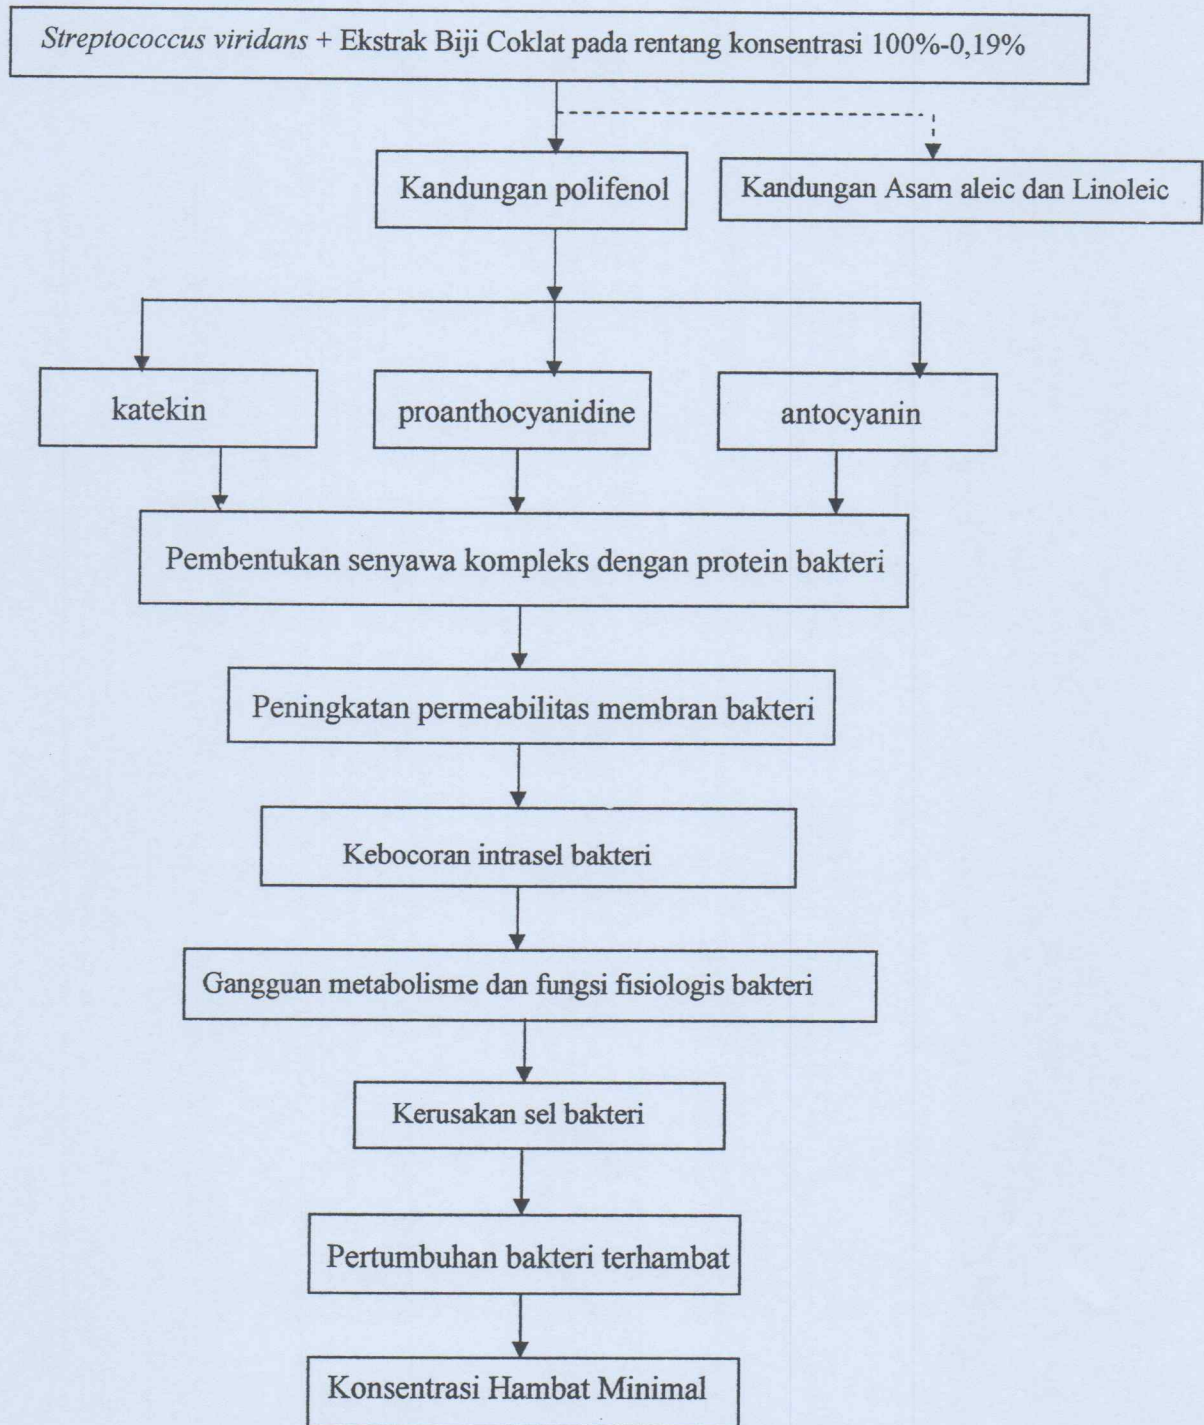 Streptococcus viridans + Ekstrak Biji Coklat pada rentang konsentrasi 100%-0,19%
Kandungan polifenol
Kandungan Asam aleic dan Linoleic
katekin
proanthocyanidine
antocyanin
Pembentukan senyawa kompleks dengan protein bakteri
Peningkatan permeabilitas membran bakteri
Kebocoran intrasel bakteri
Gangguan metabolisme dan fungsi fisiologis bakteri
Kerusakan sel bakteri
Pertumbuhan bakteri terhambat
Konsentrasi Hambat Minimal